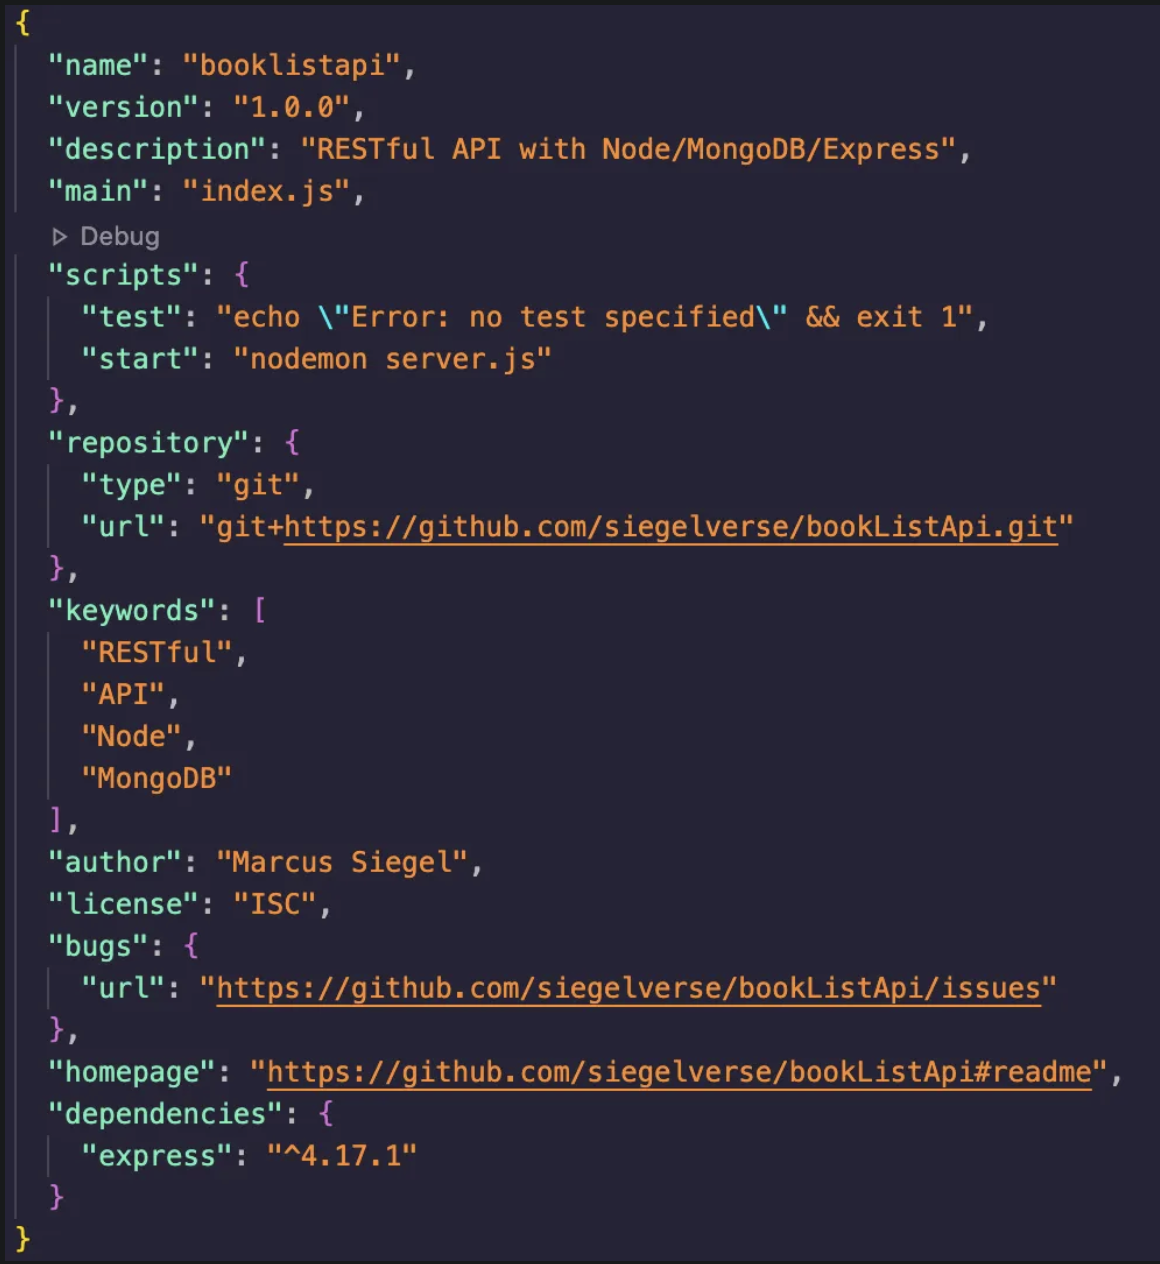 {
  "name": "booklistapi",
  "version": "1.0.0",
  "description": "RESTful API with Node/MongoDB/Express",
  "main": "index.js",
  ▷ Debug
  "scripts": {
    "test": "echo \"Error: no test specified\" && exit 1",
    "start": "nodemon server.js"
  },
  "repository": {
    "type": "git",
    "url": "git+https://github.com/siegelverse/bookListApi.git"
  },
  "keywords": [
    "RESTful",
    "API",
    "Node",
    "MongoDB"
  ],
  "author": "Marcus Siegel",
  "license": "ISC",
  "bugs": {
    "url": "https://github.com/siegelverse/bookListApi/issues"
  },
  "homepage": "https://github.com/siegelverse/bookListApi#readme",
  "dependencies": {
    "express": "^4.17.1"
  }
}